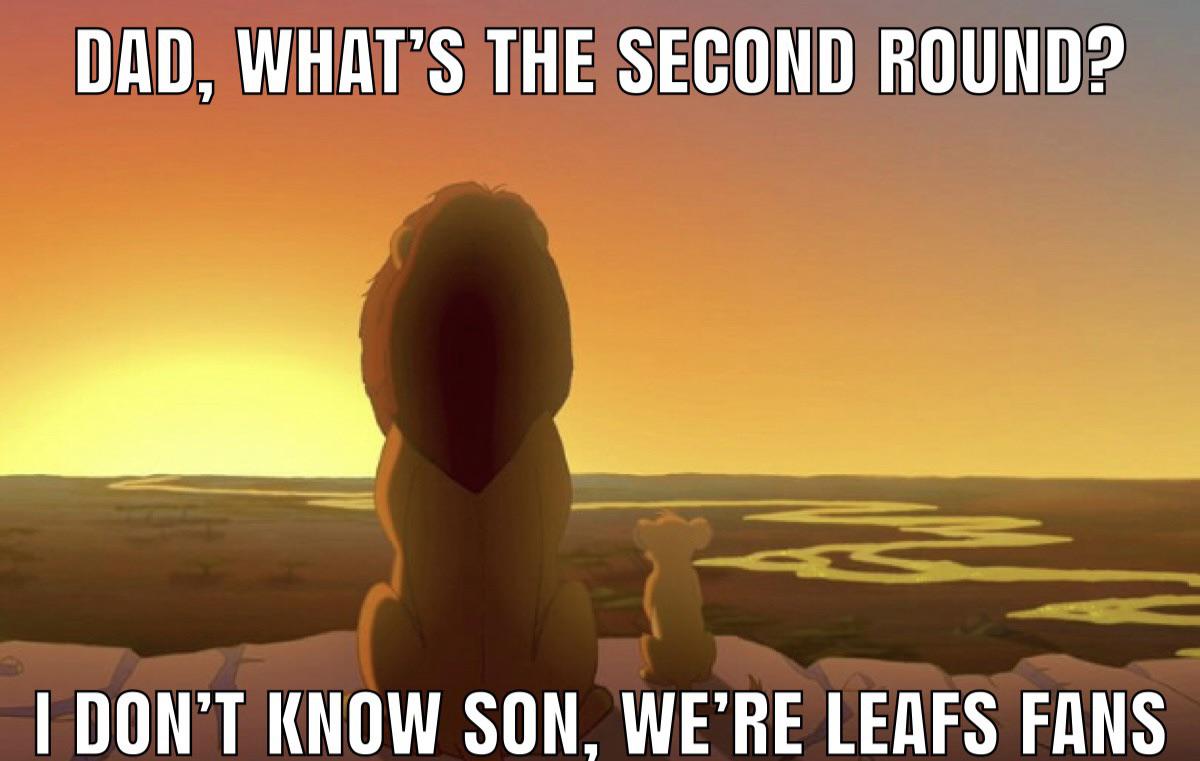 DAD, WHAT’S THE SECOND ROUND?
I DON’T KNOW SON, WE’RE LEAFS FANS